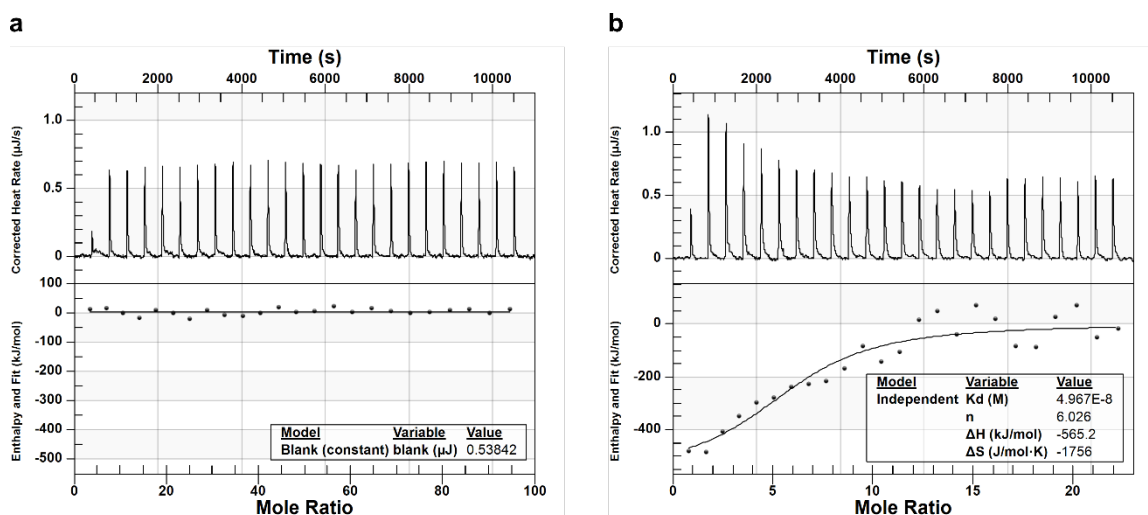 a
Time (s)
0 2000 4000 6000 8000 10000
Corrected Heat Rate (µJ/s)
1.0
0.5
0
Enthalpy and Fit (kJ/mol)
100
0
-100
-200
-300
-400
-500
Model Variable Value
Blank (constant) blank (µJ) 0.53842
0 20 40 60 80 100
Mole Ratio
b
Time (s)
0 2000 4000 6000 8000 10000
Corrected Heat Rate (µJ/s)
1.0
0.5
0
Enthalpy and Fit (kJ/mol)
0
-200
-400
Model Variable Value
Independent Kd (M) 4.967E-8
n 6.026
ΔH (kJ/mol) -565.2
ΔS (J/mol·K) -1756
0 5 10 15 20
Mole Ratio